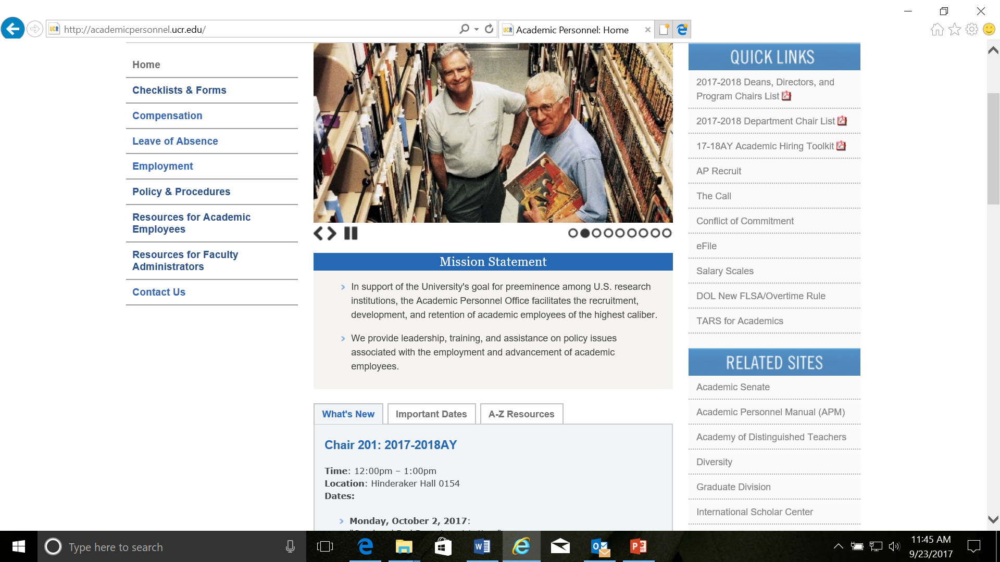 UCR http://academicpersonnel.ucr.edu/
UCR Academic Personnel: Home
Home
Checklists & Forms
Compensation
Leave of Absence
Employment
Policy & Procedures
Resources for Academic
Employees
Resources for Faculty
Administrators
Contact Us
Mission Statement
In support of the University's goal for preeminence among U.S. research
institutions, the Academic Personnel Office facilitates the recruitment,
development, and retention of academic employees of the highest caliber.
We provide leadership, training, and assistance on policy issues
associated with the employment and advancement of academic
employees.
What's New
Important Dates
A-Z Resources
Chair 201: 2017-2018AY
Time: 12:00pm – 1:00pm
Location: Hinderaker Hall 0154
Dates:
Monday, October 2, 2017:
QUICK LINKS
2017-2018 Deans, Directors, and
Program Chairs List
2017-2018 Department Chair List
17-18AY Academic Hiring Toolkit
AP Recruit
The Call
Conflict of Commitment
eFile
Salary Scales
DOL New FLSA/Overtime Rule
TARS for Academics
RELATED SITES
Academic Senate
Academic Personnel Manual (APM)
Academy of Distinguished Teachers
Diversity
Graduate Division
International Scholar Center
Type here to search
11:45 AM
9/23/2017